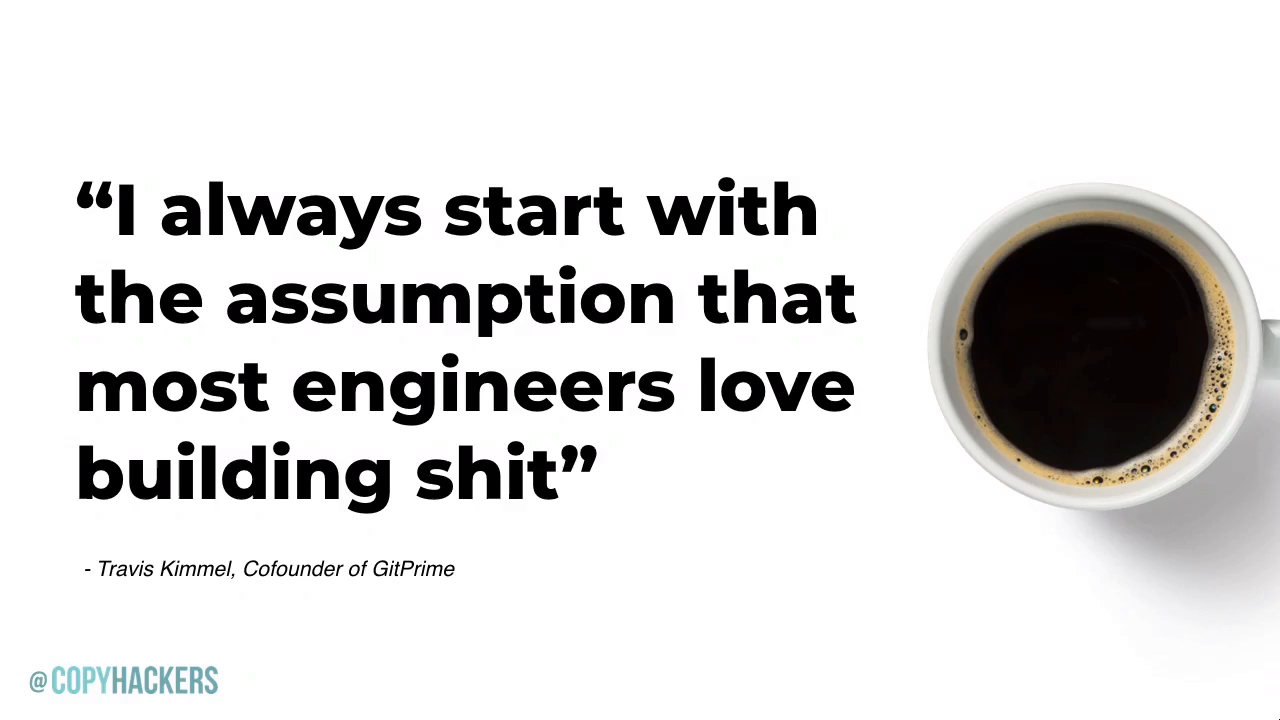 “I always start with
the assumption that
most engineers love
building shit”
- Travis Kimmel, Cofounder of GitPrime
@COPYHACKERS